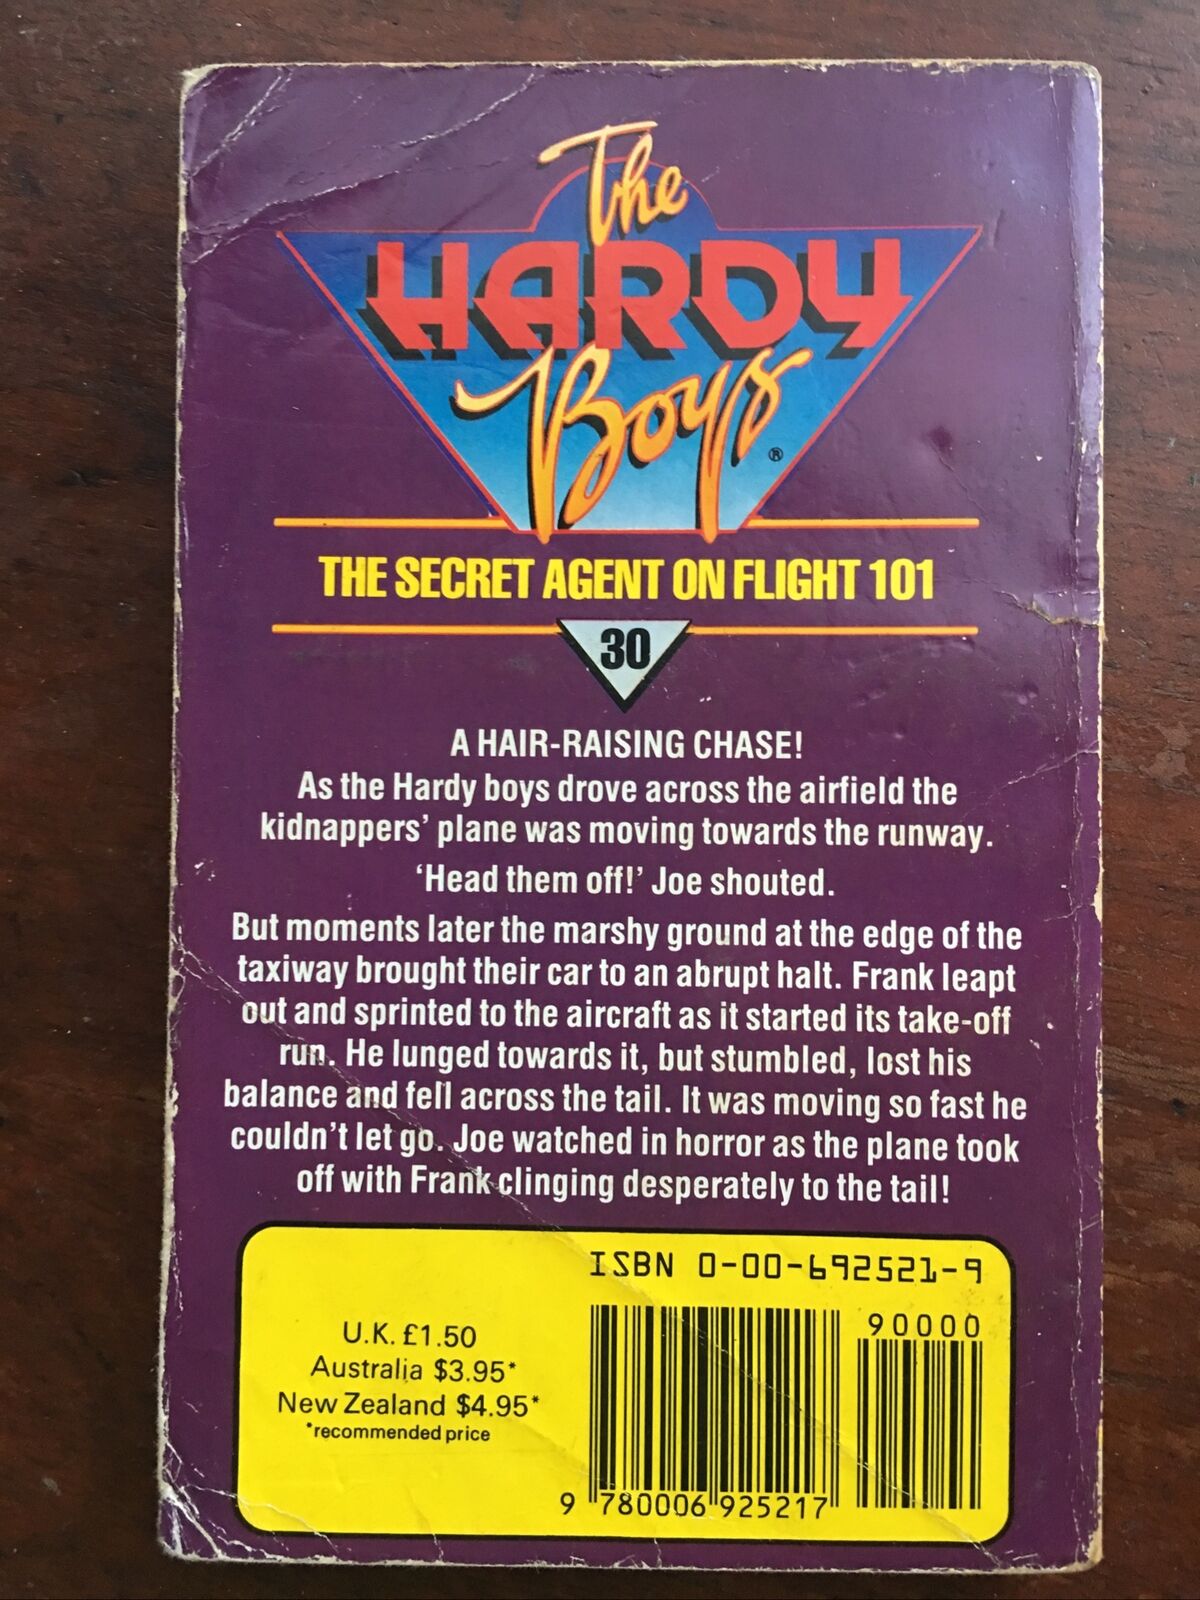 The
HARDY
Boys
®
THE SECRET AGENT ON FLIGHT 101
30
A HAIR-RAISING CHASE!
As the Hardy boys drove across the airfield the
kidnappers' plane was moving towards the runway.
'Head them off!' Joe shouted.
But moments later the marshy ground at the edge of the
taxiway brought their car to an abrupt halt. Frank leapt
out and sprinted to the aircraft as it started its take-off
run. He lunged towards it, but stumbled, lost his
balance and fell across the tail. It was moving so fast he
couldn't let go. Joe watched in horror as the plane took
off with Frank clinging desperately to the tail!
ISBN 0-00-692521-9
90000
U.K. £1.50
Australia $3.95*
New Zealand $4.95*
*recommended price
9 780006 925217